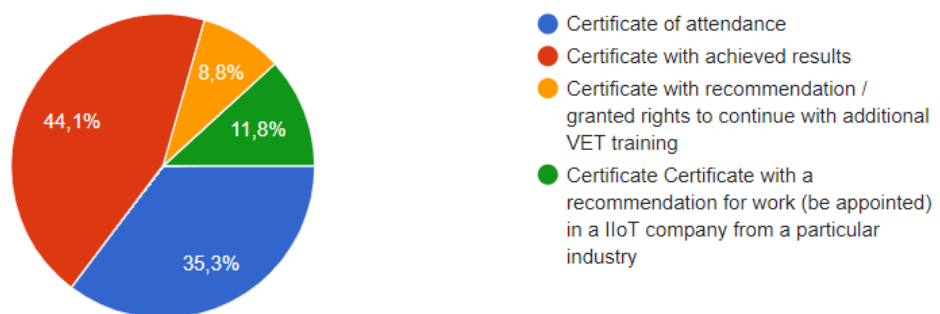 44,1%
8,8%
11,8%
35,3%
Certificate of attendance
Certificate with achieved results
Certificate with recommendation /
granted rights to continue with additional
VET training
Certificate Certificate with a
recommendation for work (be appointed)
in a IIoT company from a particular
industry